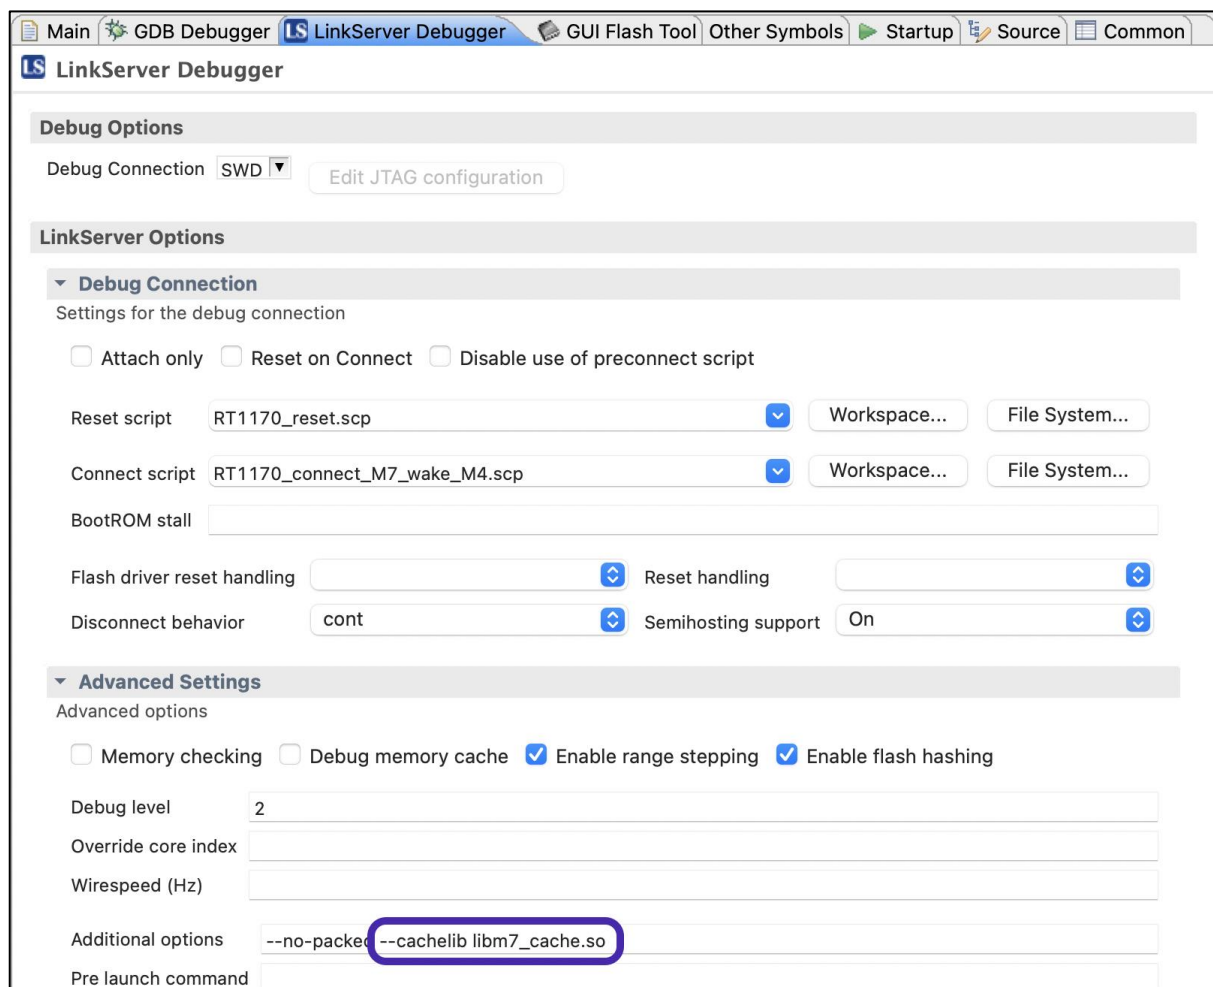 Main GDB Debugger LS LinkServer Debugger GUI Flash Tool Other Symbols Startup Source Common
LS LinkServer Debugger
Debug Options
Debug Connection SWD Edit JTAG configuration
LinkServer Options
Debug Connection
Settings for the debug connection
Attach only Reset on Connect Disable use of preconnect script
Reset script RT1170_reset.scp Workspace... File System...
Connect script RT1170_connect_M7_wake_M4.scp Workspace... File System...
BootROM stall
Flash driver reset handling Reset handling
Disconnect behavior cont Semihosting support On
Advanced Settings
Advanced options
Memory checking Debug memory cache Enable range stepping Enable flash hashing
Debug level 2
Override core index
Wirespeed (Hz)
Additional options --no-packed --cachelib libm7_cache.so
Pre launch command